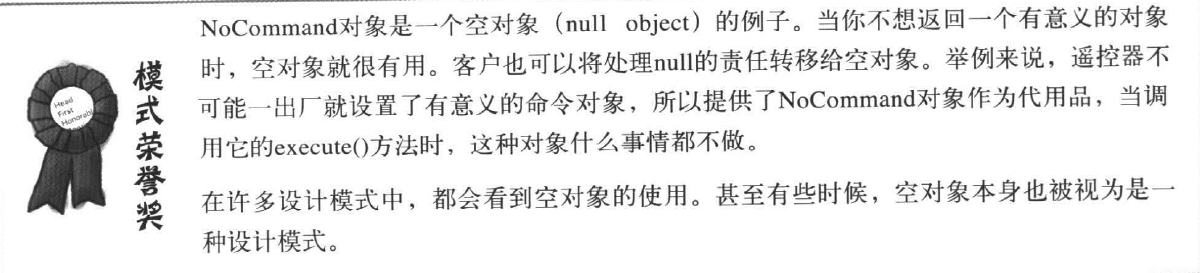 NoCommand对象是一个空对象（null object）的例子。当你不想返回一个有意义的对象
时，空对象就很有用。客户也可以将处理null的责任转移给空对象。举例来说，遥控器不
可能一出厂就设置了有意义的命令对象，所以提供了NoCommand对象作为代用品，当调
用它的execute()方法时，这种对象什么事情都不做。
在许多设计模式中，都会看到空对象的使用。甚至有些时候，空对象本身也被视为是一
种设计模式。
模式荣誉奖
Head
First
Honorable